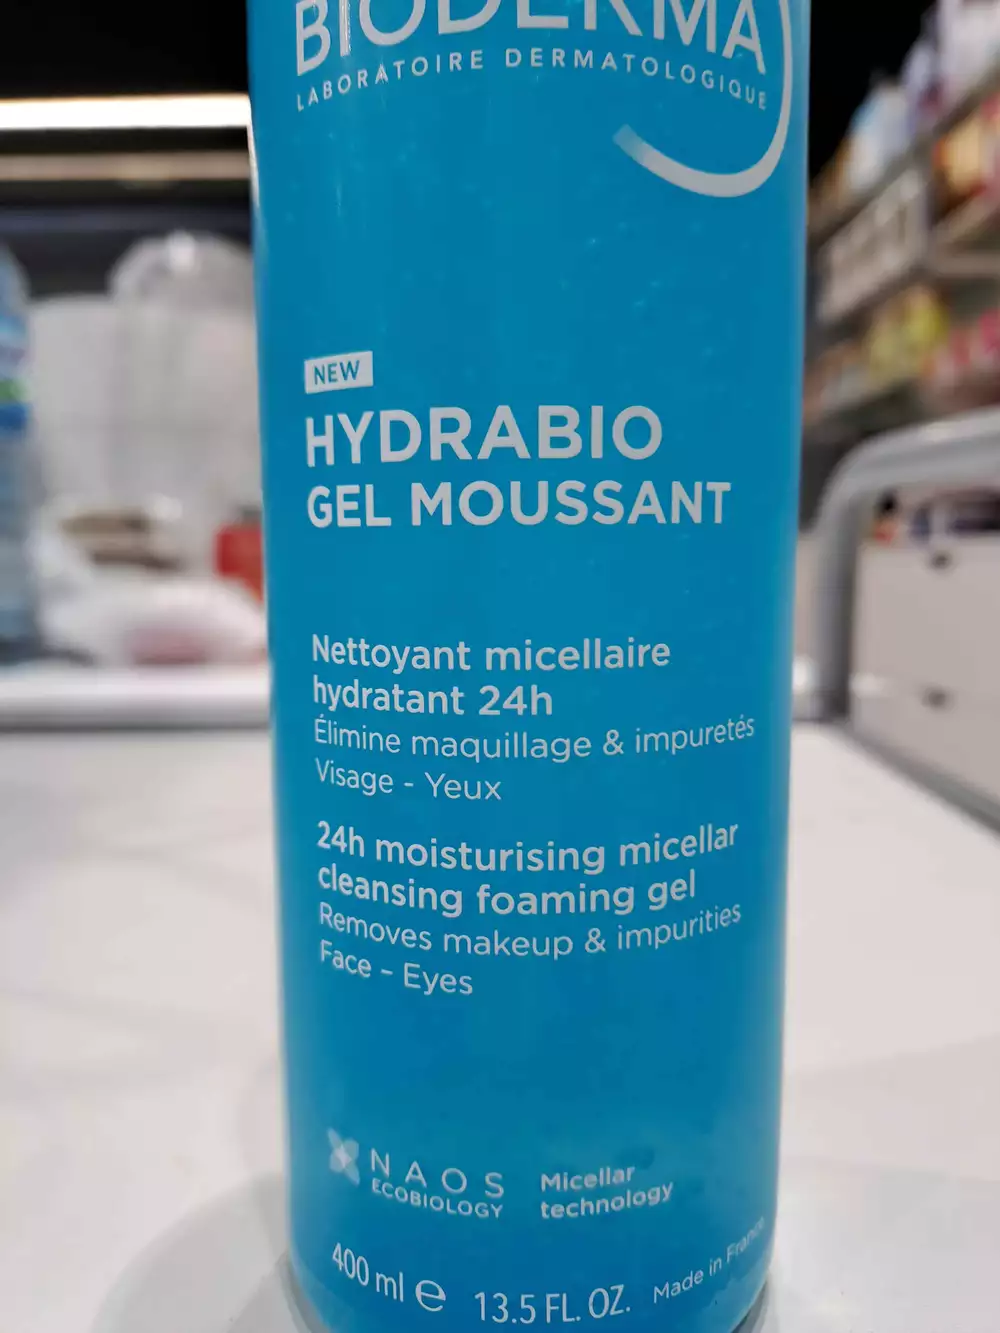 BIODERMA
LABORATOIRE DERMATOLOGIQUE
NEW
HYDRABIO
GEL MOUSSANT
Nettoyant micellaire
hydratant 24h
Élimine maquillage & impuretés
Visage - Yeux
24h moisturising micellar
cleansing foaming gel
Removes makeup & impurities
Face - Eyes
NAOS
ECOBIOLOGY
Micellar
technology
400 ml ℮ 13.5 FL. OZ. Made in France